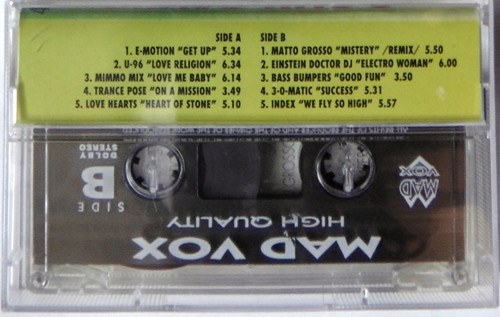 SIDE A
1. E-MOTION "GET UP" 5.34
2. U-96 "LOVE RELIGION" 6.34
3. MIMMO MIX "LOVE ME BABY" 6.14
4. TRANCE POSE "ON A MISSION" 3.49
5. LOVE HEARTS "HEART OF STONE" 5.10
SIDE B
1. MATTO GROSSO "MISTERY" /REMIX/ 5.50
2. EINSTEIN DOCTOR DJ "ELECTRO WOMAN" 6.00
3. BASS BUMPERS "GOOD FUN" 3.50
4. 3-O-MATIC "SUCCESS" 5.31
5. INDEX "WE FLY SO HIGH" 5.57
MAD VOX
HIGH QUALITY
MAD
VOX
SIDE
B
DOLBY
STEREO